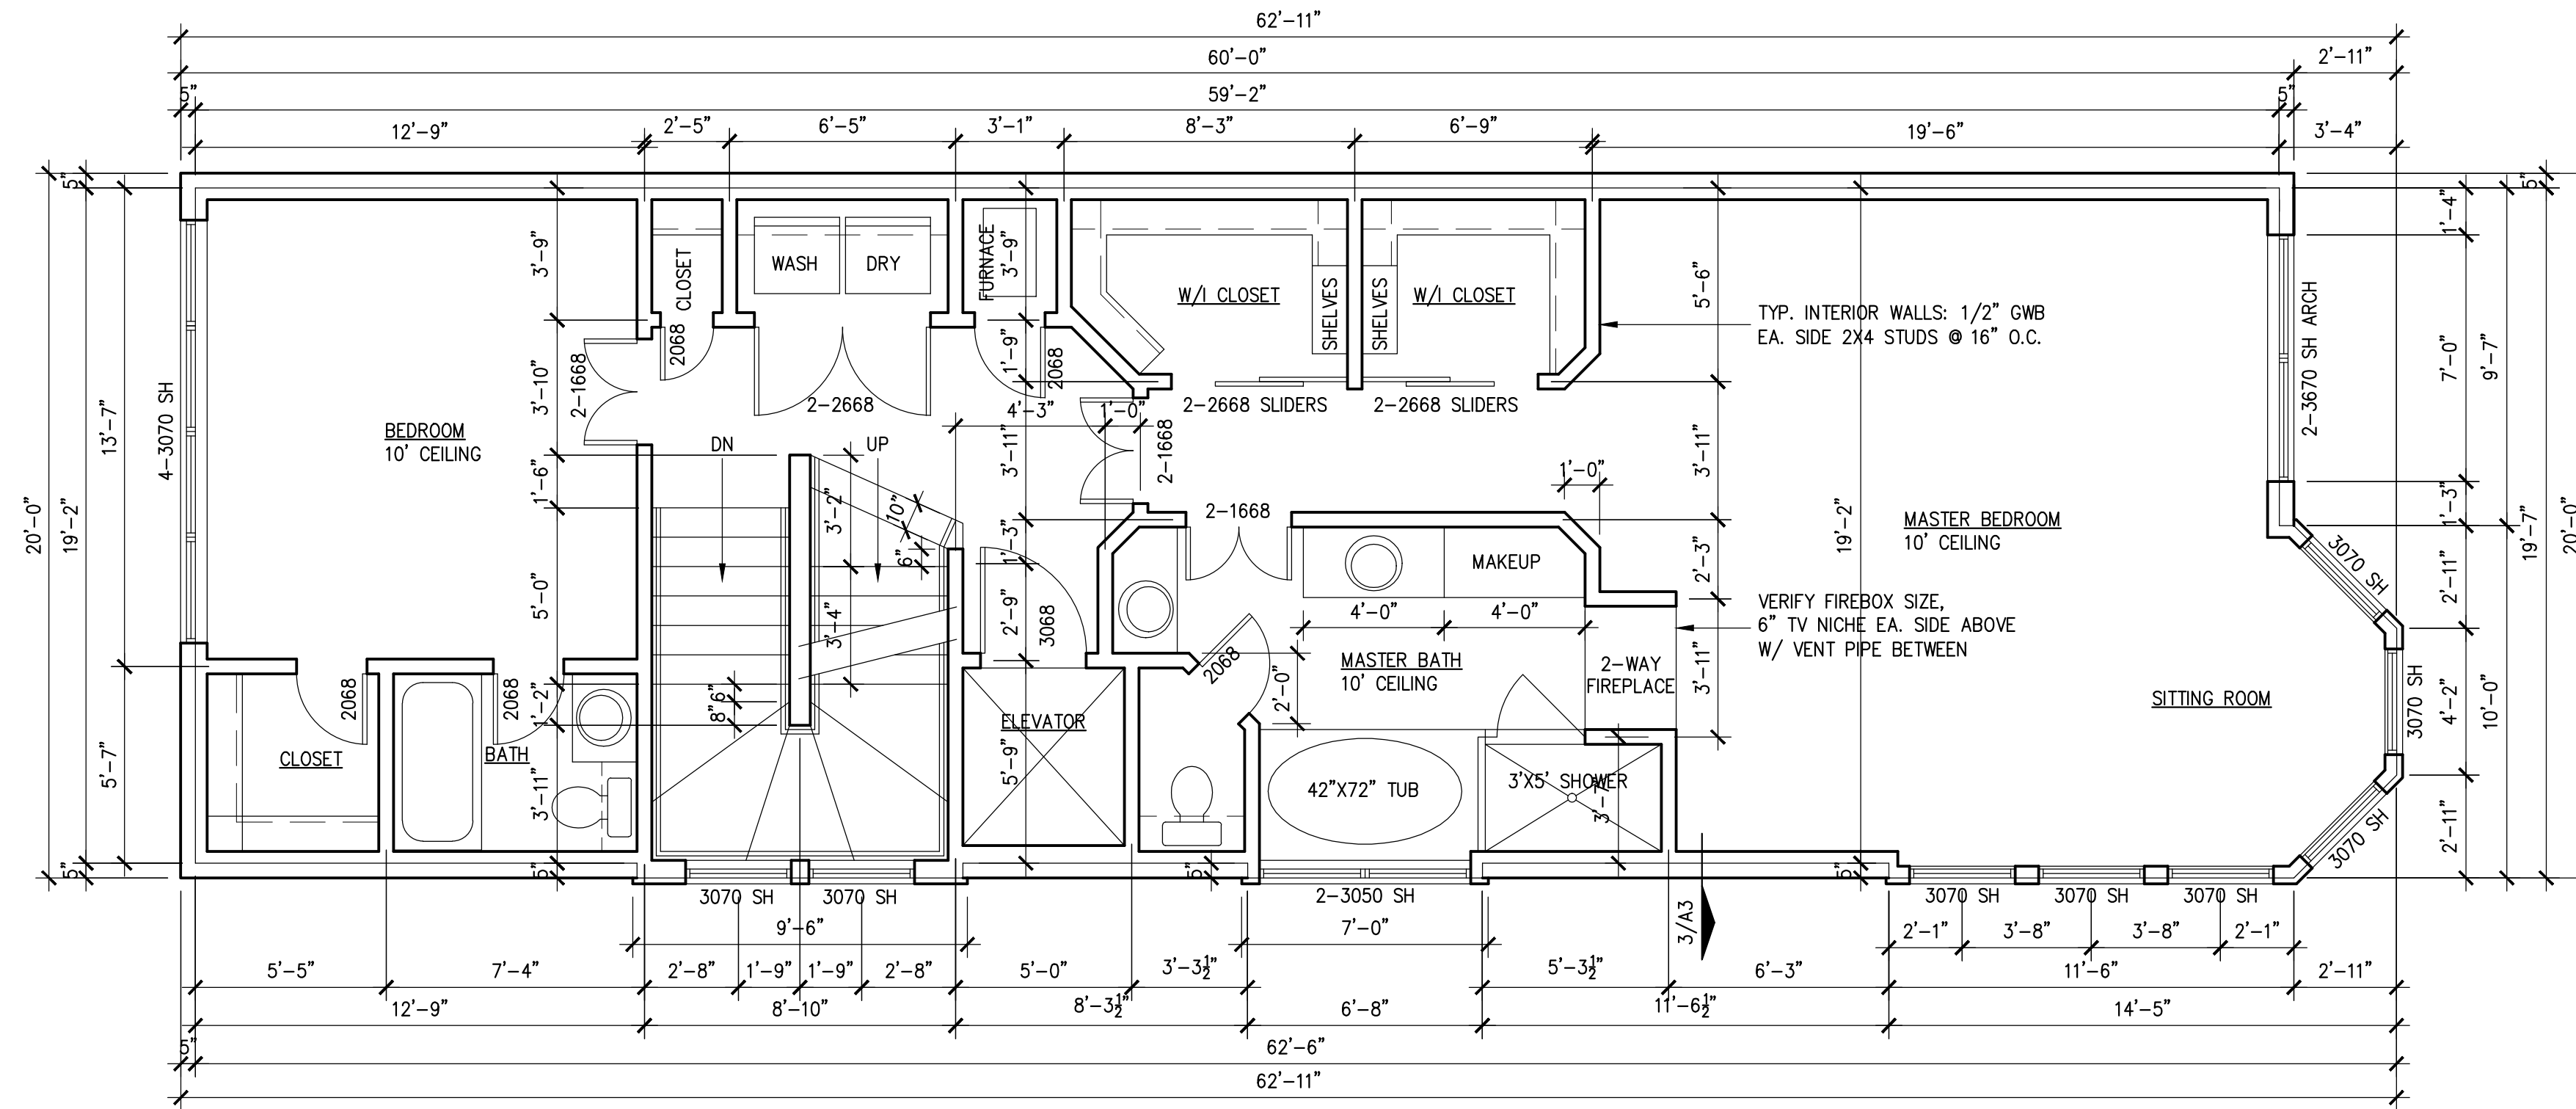 62'-11"
60'-0"
2'-11"
5"
59'-2"
5"
12'-9"
2'-5"
6'-5"
3'-1"
8'-3"
6'-9"
19'-6"
3'-4"
5"
5"
1'-4"
3'-9"
CLOSET
WASH
DRY
FURNACE
3'-9"
W/I CLOSET
SHELVES
SHELVES
W/I CLOSET
5'-6"
TYP. INTERIOR WALLS: 1/2" GWB
EA. SIDE 2X4 STUDS @ 16" O.C.
2-3670 SH ARCH
7'-0"
9'-7"
2068
1'-9"
2068
3'-10"
2-1668
2-2668
4'-3"
1'-0"
2-2668 SLIDERS
2-2668 SLIDERS
13'-7"
4-3070 SH
BEDROOM
10' CEILING
DN
UP
3'-11"
2-1668
3'-11"
1'-0"
1'-6"
3'-2"
10"
2-1668
20'-0"
19'-2"
19'-2"
MASTER BEDROOM
10' CEILING
1'-3"
19'-7"
20'-0"
6"
1'-3"
MAKEUP
2'-3"
3070 SH
2'-11"
5'-0"
3'-4"
2'-9"
3068
4'-0"
4'-0"
VERIFY FIREBOX SIZE,
6" TV NICHE EA. SIDE ABOVE
W/ VENT PIPE BETWEEN
2068
MASTER BATH
10' CEILING
2-WAY
FIREPLACE
3'-11"
2'-0"
2068
2068
1'-2"
6"
8"
ELEVATOR
SITTING ROOM
3070 SH
4'-2"
10'-0"
5'-7"
CLOSET
BATH
5'-9"
42"X72" TUB
3'X5' SHOWER
3'-7"
3'-11"
3070 SH
2'-11"
5"
5"
5"
5"
3070 SH
3070 SH
2-3050 SH
3070 SH
3070 SH
3070 SH
9'-6"
7'-0"
3/A3
2'-1"
3'-8"
3'-8"
2'-1"
5'-5"
7'-4"
2'-8"
1'-9"
1'-9"
2'-8"
5'-0"
3'-3½"
5'-3½"
6'-3"
11'-6"
2'-11"
12'-9"
8'-10"
8'-3½"
6'-8"
11'-6½"
14'-5"
5"
62'-6"
62'-11"